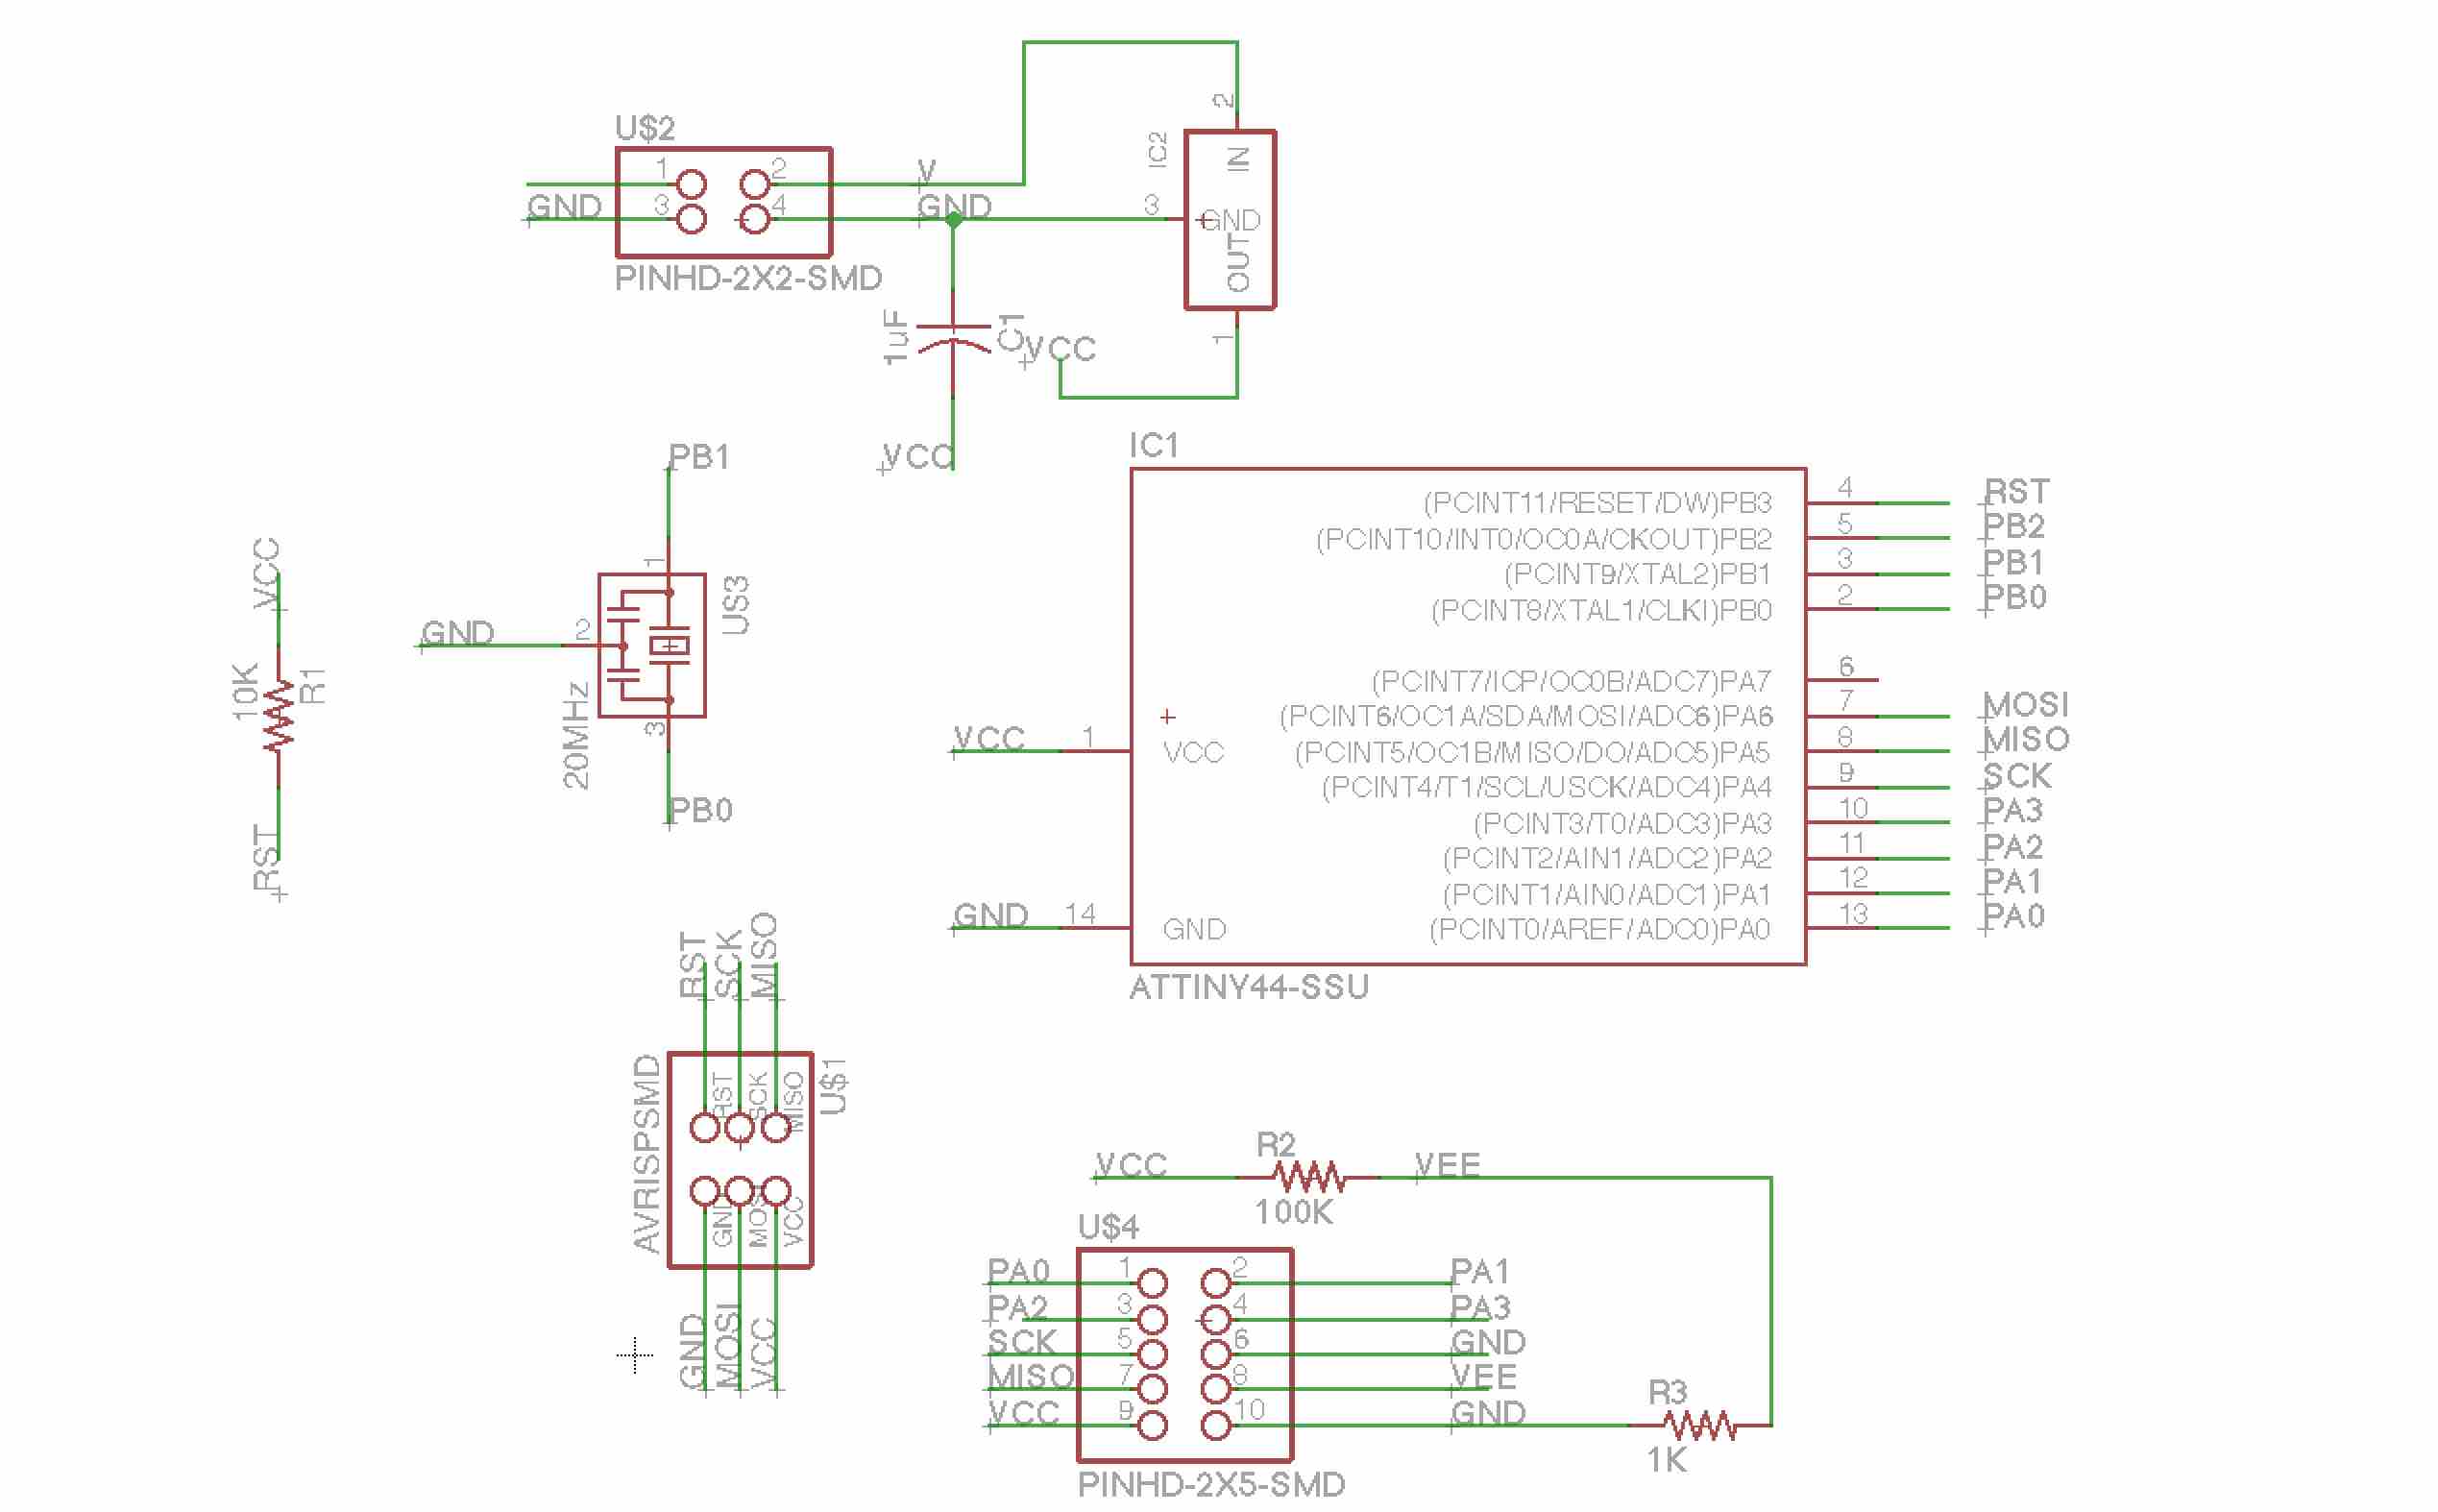 2
U$2
IC2
IN
1
2
V
GND
3
4
GND
3
GND
OUT
PINHD-2X2-SMD
1uF
C1
VCC
1
VCC
PB1
IC1
(PCINT11/RESET/DW)PB3
4
RST
(PCINT10/INT0/OC0A/CKOUT)PB2
5
PB2
(PCINT9/XTAL2)PB1
3
PB1
(PCINT8/XTAL1/CLKI)PB0
2
PB0
(PCINT7/ICP/OC0B/ADC7)PA7
6
(PCINT6/OC1A/SDA/MOSI/ADC6)PA6
7
MOSI
VCC
1
VCC
(PCINT5/OC1B/MISO/DO/ADC5)PA5
8
MISO
(PCINT4/T1/SCL/USCK/ADC4)PA4
9
SCK
(PCINT3/T0/ADC3)PA3
10
PA3
(PCINT2/AIN1/ADC2)PA2
11
PA2
(PCINT1/AIN0/ADC1)PA1
12
PA1
GND
14
GND
(PCINT0/AREF/ADC0)PA0
13
PA0
ATTINY44-SSU
VCC
10K
R1
RST
1
U$3
GND
2
3
20MHz
PB0
RST
SCK
MISO
AVRISPSMD
U$1
RST
SCK
MISO
GND
MOSI
VCC
GND
MOSI
VCC
R2
VCC
VEE
100K
U$4
PA0
1
2
PA1
PA2
3
4
PA3
SCK
5
6
GND
MISO
7
8
VEE
VCC
9
10
GND
R3
1K
PINHD-2X5-SMD